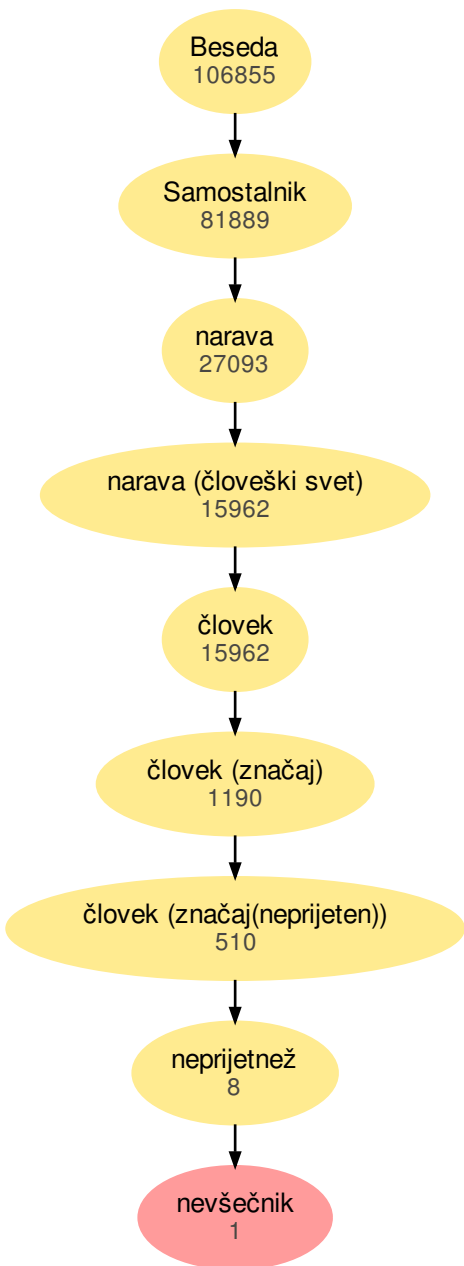 Beseda
106855
Samostalnik
81889
narava
27093
narava (človeški svet)
15962
človek
15962
človek (značaj)
1190
človek (značaj(neprijeten))
510
neprijetnež
8
nevšečnik
1